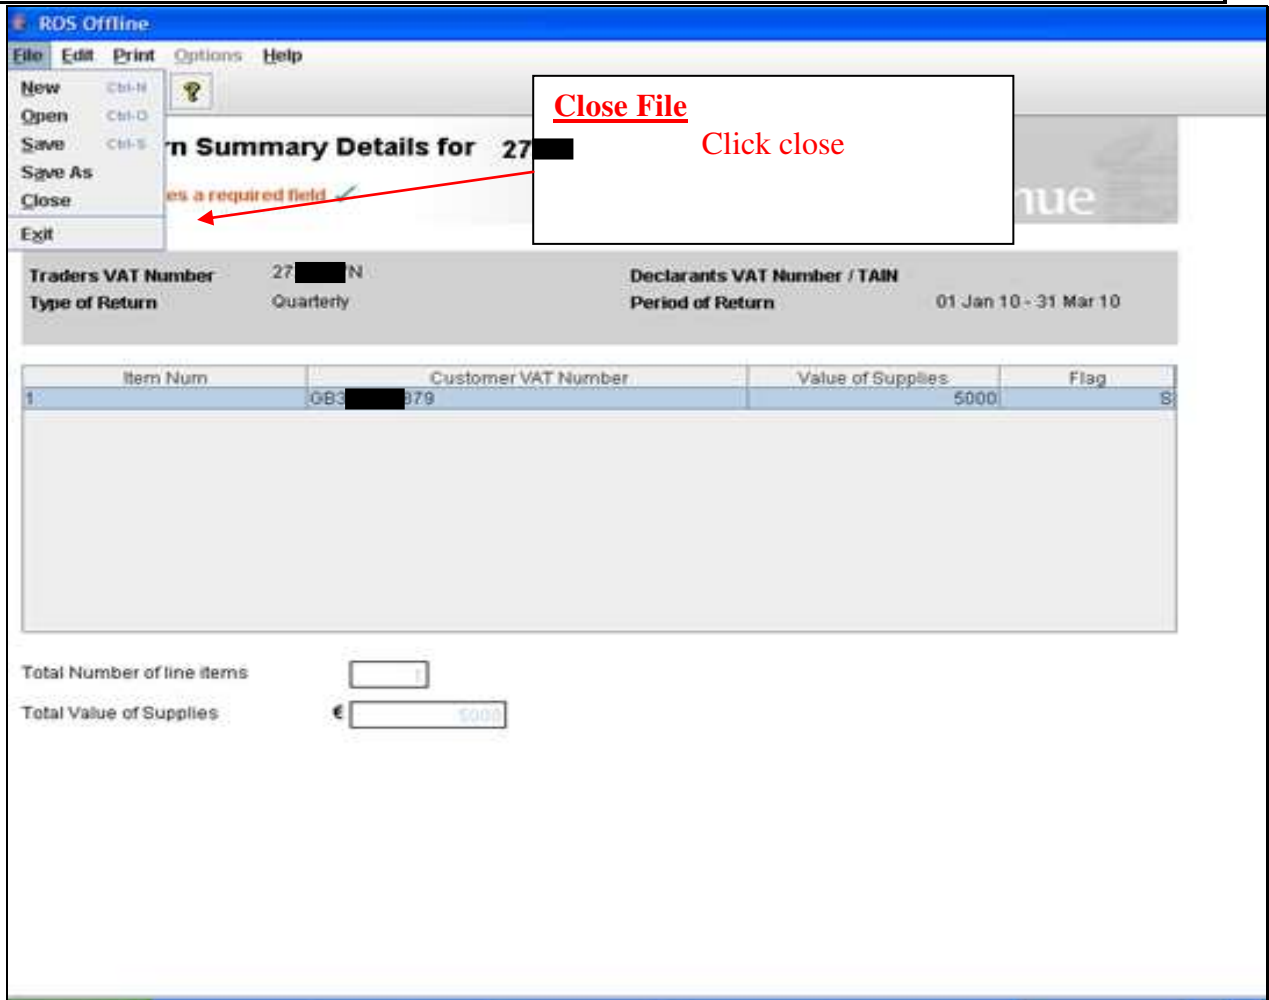 ROS Offline
File Edit Print Options Help
New Ctrl-N
Open Ctrl-O
Save Ctrl-S
Save As
Close
Exit
Close File
Click close
n Summary Details for 27
es a required field
nue
Traders VAT Number 27 N Declarants VAT Number / TAIN
Type of Return Quarterly Period of Return 01 Jan 10 - 31 Mar 10
Item Num Customer VAT Number Value of Supplies Flag
1 GB3 879 5000 S
Total Number of line items 1
Total Value of Supplies € 5000